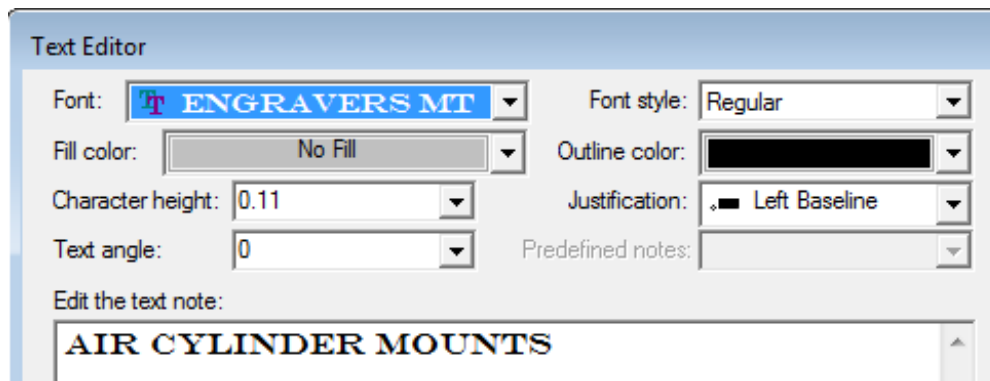 Text Editor
Font: ENGRAVERS MT Font style: Regular
Fill color: No Fill Outline color:
Character height: 0.11 Justification: Left Baseline
Text angle: 0 Predefined notes:
Edit the text note:
AIR CYLINDER MOUNTS